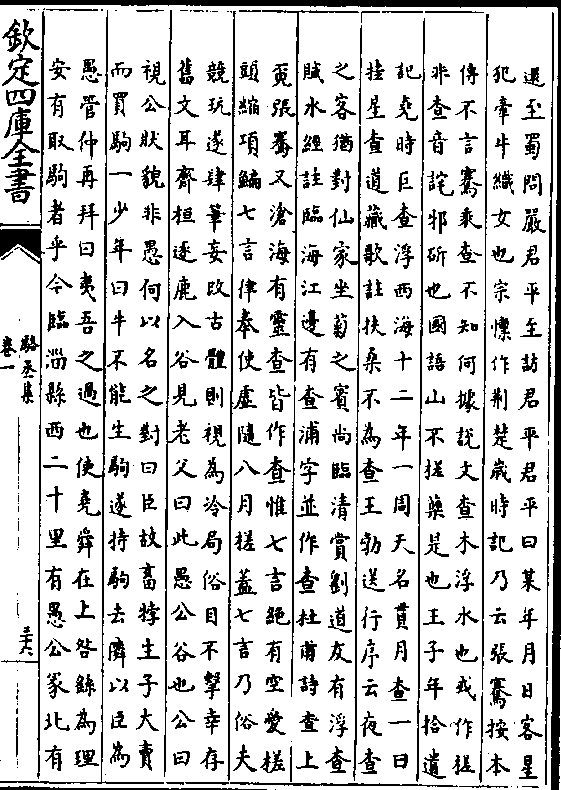 還至蜀問嚴君平至訪君平君平曰某年月日客星
犯牽牛織女也宗懍作荆楚歲時記乃云張騫按本
傳不言騫乘查不知何據説文查木浮水也或作槎
非查音詫邪斫也國語山不槎蘖是也王子年拾遺
記堯時巨查浮西海十二年一周天名貫月查一曰
挂星查道藏歌註扶桑不為查王勃送行序云夜查
之客猶對仙家坐菊之賓尚臨清賞劉道友有浮查
賦水經註臨海江邊有查浦字並作查杜甫詩查上
覓張騫又滄海有靈查皆作查惟七言絶有空愛槎
頭縮項鯿七言律奉使虛隨八月槎蓋七言乃俗夫
競玩遂肆筆妄改古體則視為冷局俗目不擊幸存
舊文耳齊桓逐鹿入谷見老父曰此愚公谷也公曰
視公狀貌非愚何以名之對曰臣故畜牸生子大賣
而買駒一少年曰牛不能生駒遂持駒去隣以臣為
愚管仲再拜曰夷吾之過也使堯舜在上咎繇為理
安有取駒者乎今臨淄縣西二十里有愚公冢北有
欽定四庫全書
駱丞集
卷一
三六